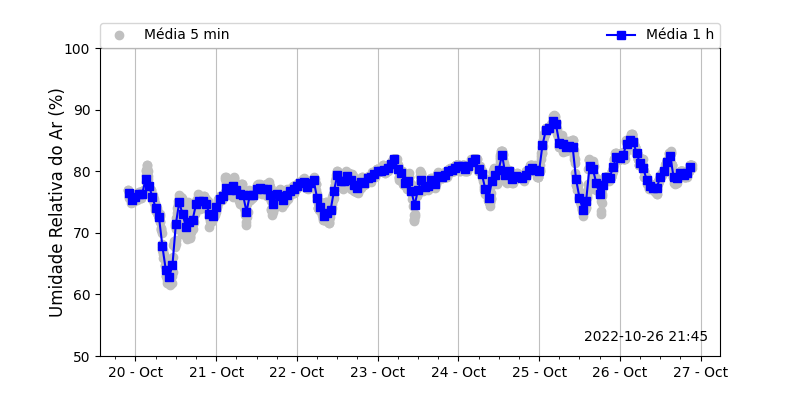 Média 5 min
Média 1 h
100
90
80
70
60
50
Umidade Relativa do Ar (%)
2022-10-26 21:45
20 - Oct
21 - Oct
22 - Oct
23 - Oct
24 - Oct
25 - Oct
26 - Oct
27 - Oct